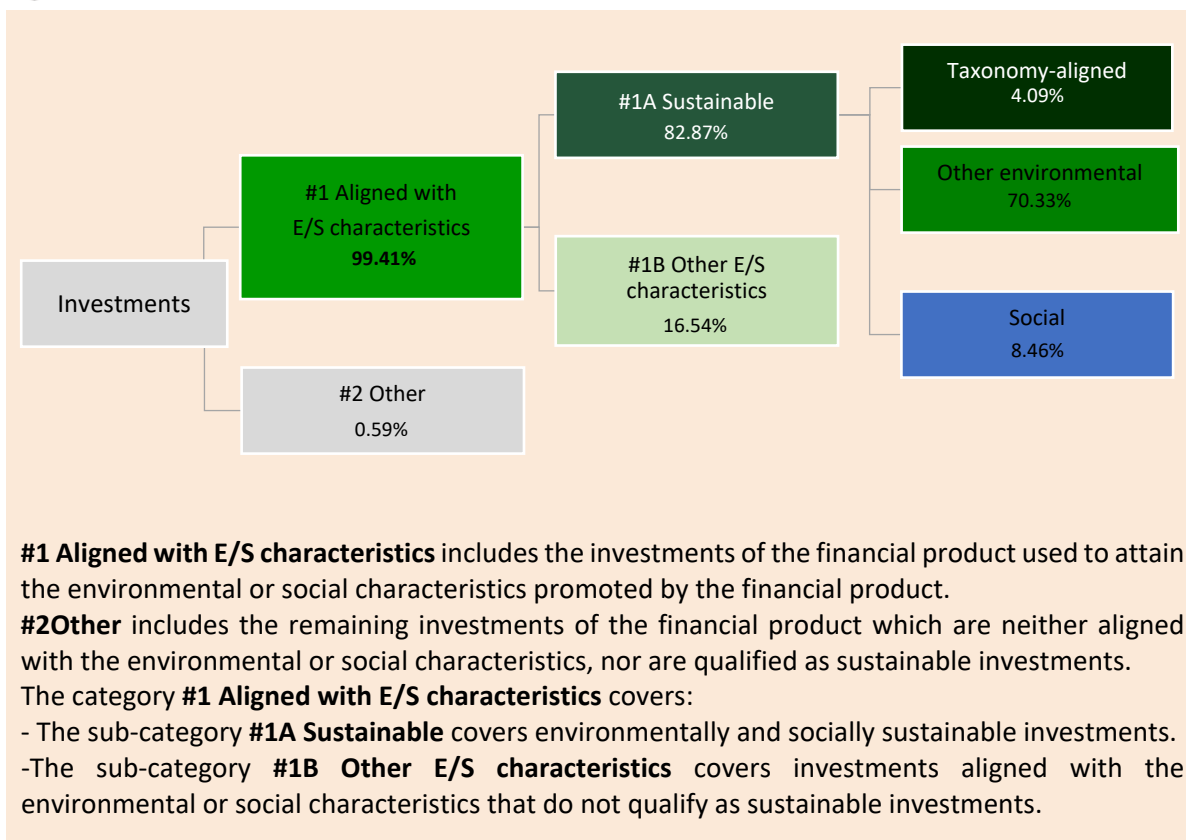 Investments
#1 Aligned with
E/S characteristics
99.41%
#2 Other
0.59%
#1A Sustainable
82.87%
#1B Other E/S
characteristics
16.54%
Taxonomy-aligned
4.09%
Other environmental
70.33%
Social
8.46%
#1 Aligned with E/S characteristics includes the investments of the financial product used to attain
the environmental or social characteristics promoted by the financial product.
#2Other includes the remaining investments of the financial product which are neither aligned
with the environmental or social characteristics, nor are qualified as sustainable investments.
The category #1 Aligned with E/S characteristics covers:
- The sub-category #1A Sustainable covers environmentally and socially sustainable investments.
-The sub-category #1B Other E/S characteristics covers investments aligned with the
environmental or social characteristics that do not qualify as sustainable investments.